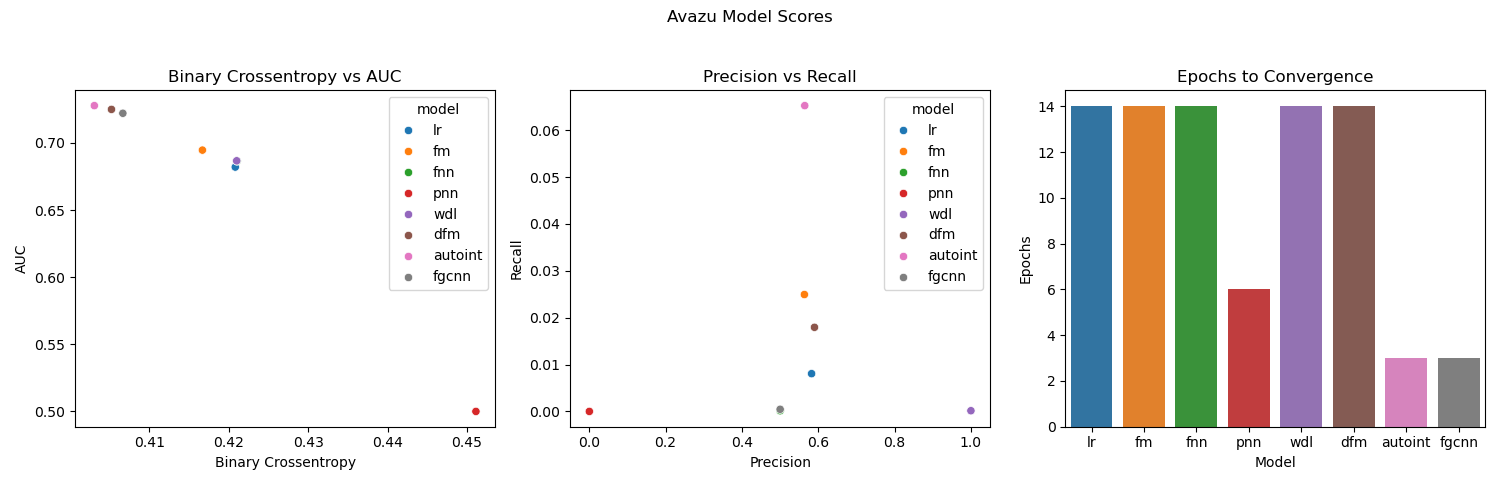 Avazu Model Scores
Binary Crossentropy vs AUC
AUC
0.70
0.65
0.60
0.55
0.50
0.41 0.42 0.43 0.44 0.45
Binary Crossentropy
model
lr
fm
fnn
pnn
wdl
dfm
autoint
fgcnn
Precision vs Recall
Recall
0.06
0.05
0.04
0.03
0.02
0.01
0.00
0.0 0.2 0.4 0.6 0.8 1.0
Precision
model
lr
fm
fnn
pnn
wdl
dfm
autoint
fgcnn
Epochs to Convergence
Epochs
14
12
10
8
6
4
2
0
lr fm fnn pnn wdl dfm autoint fgcnn
Model